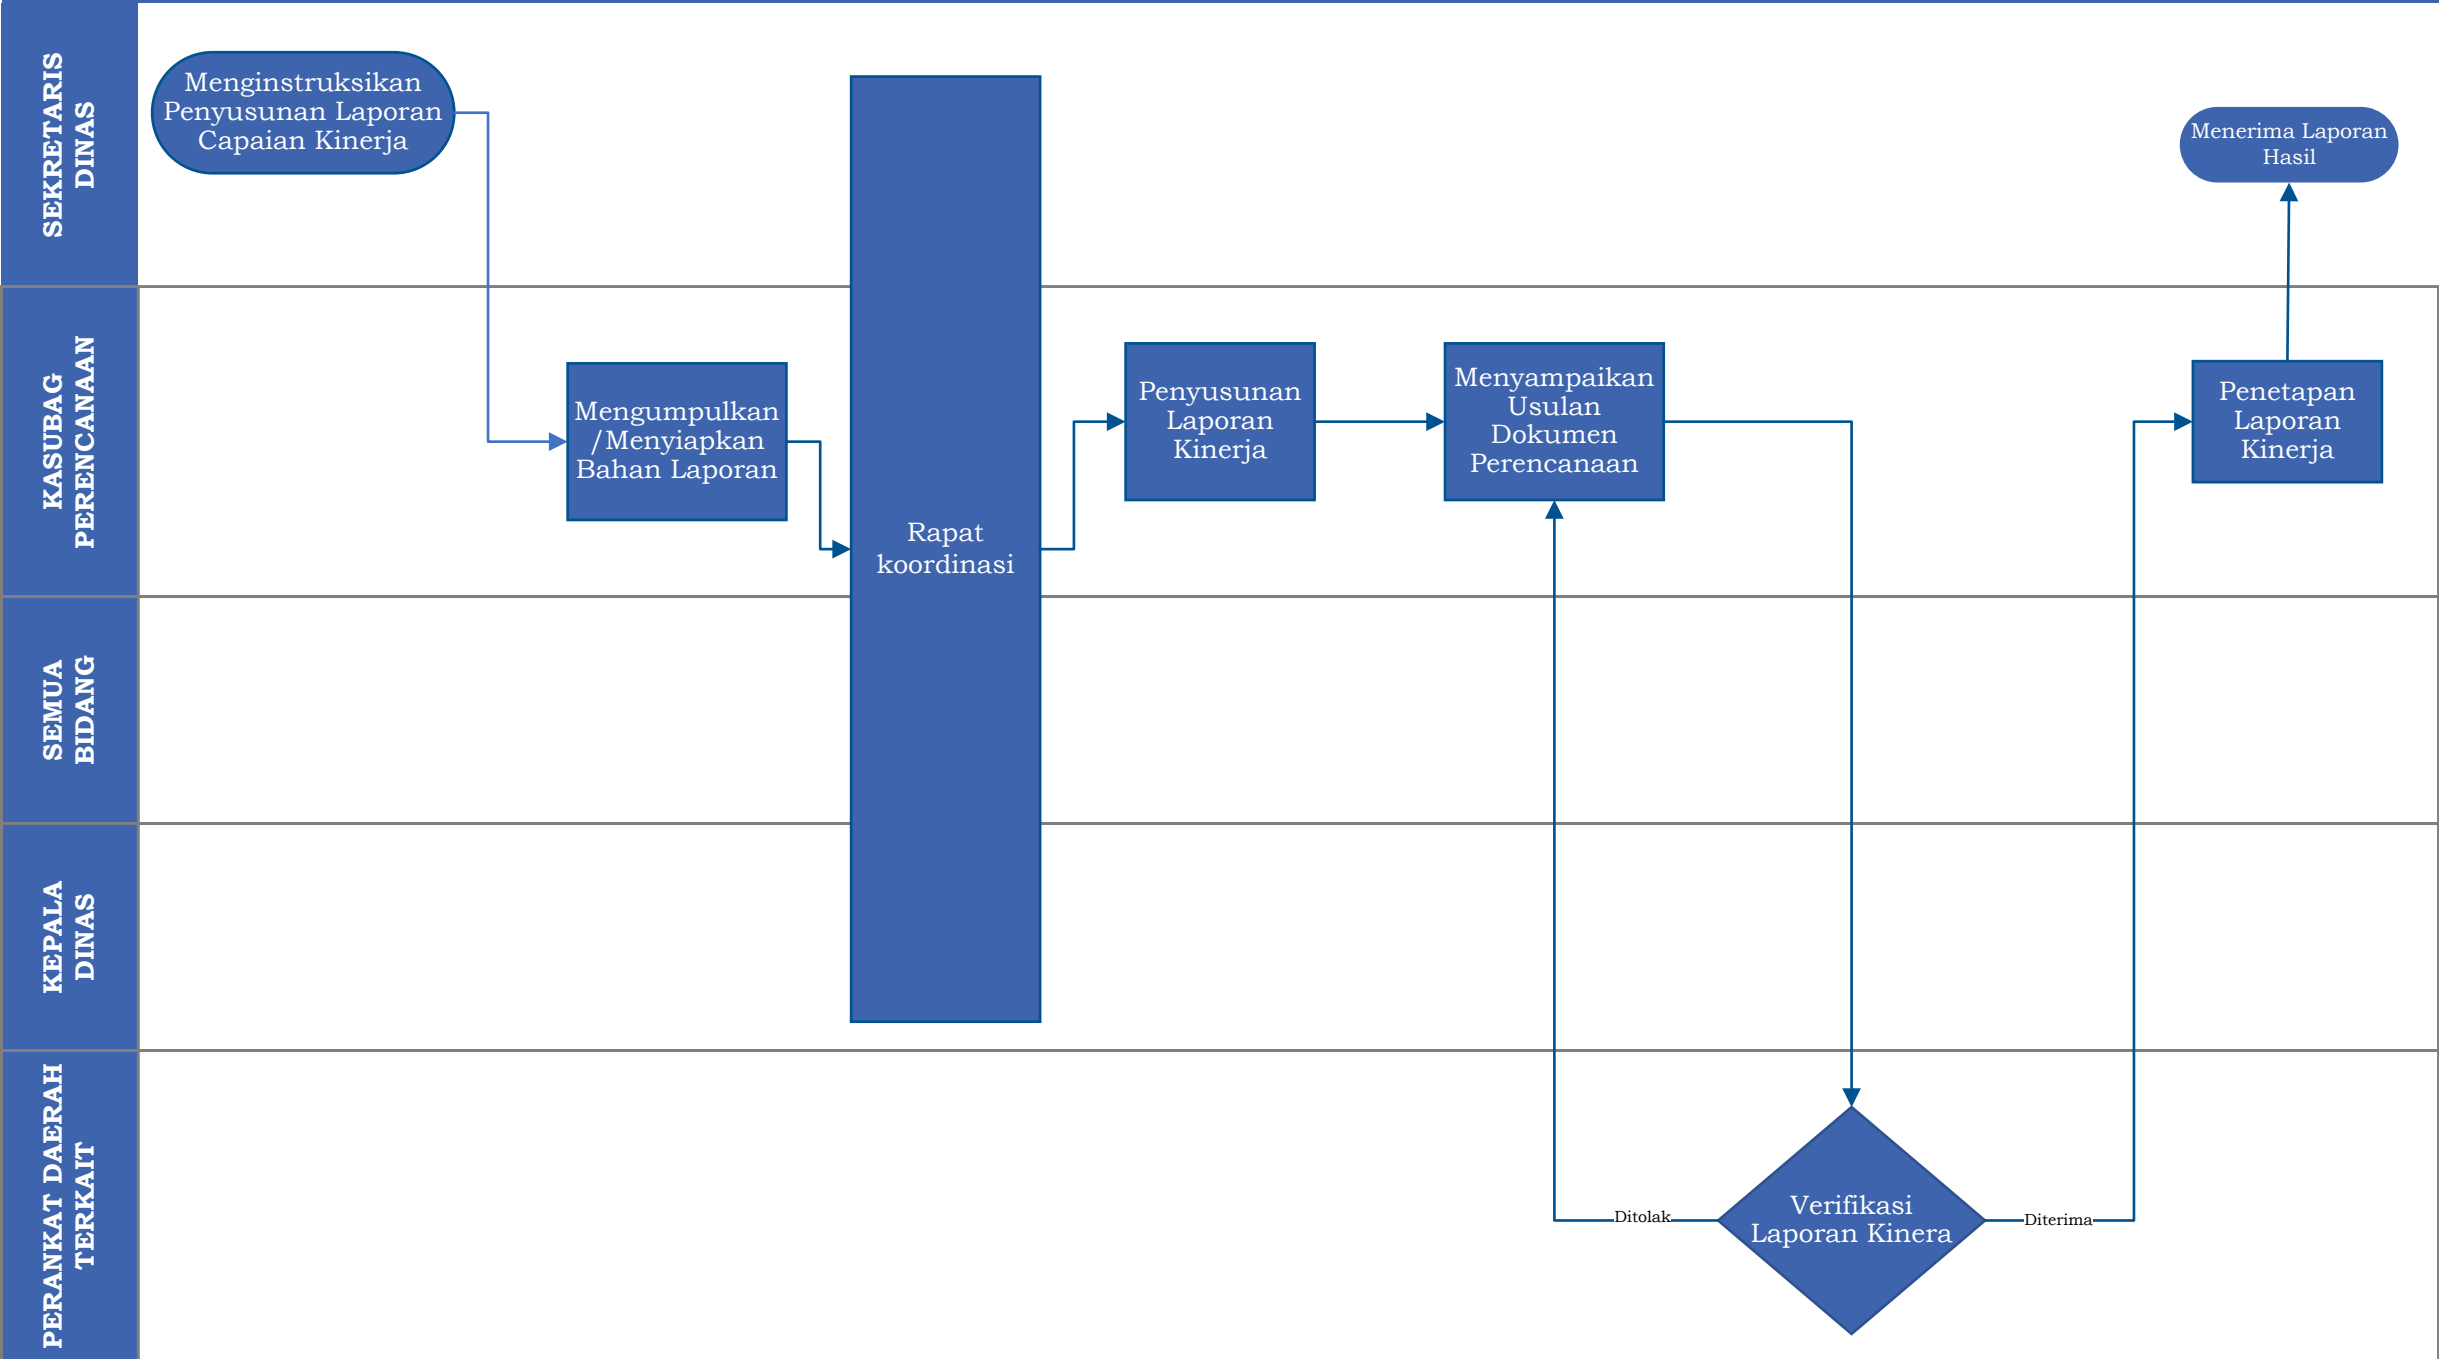 SEKRETARIS
DINAS
Menginstruksikan
Penyusunan Laporan
Capaian Kinerja
Menerima Laporan
Hasil
KASUBAG
PERENCANAAN
Mengumpulkan
/Menyiapkan
Bahan Laporan
Rapat
koordinasi
Penyusunan
Laporan
Kinerja
Menyampaikan
Usulan
Dokumen
Perencanaan
Penetapan
Laporan
Kinerja
SEMUA
BIDANG
KEPALA
DINAS
PERANKAT DAERAH
TERKAIT
Ditolak
Verifikasi
Laporan Kinera
Diterima